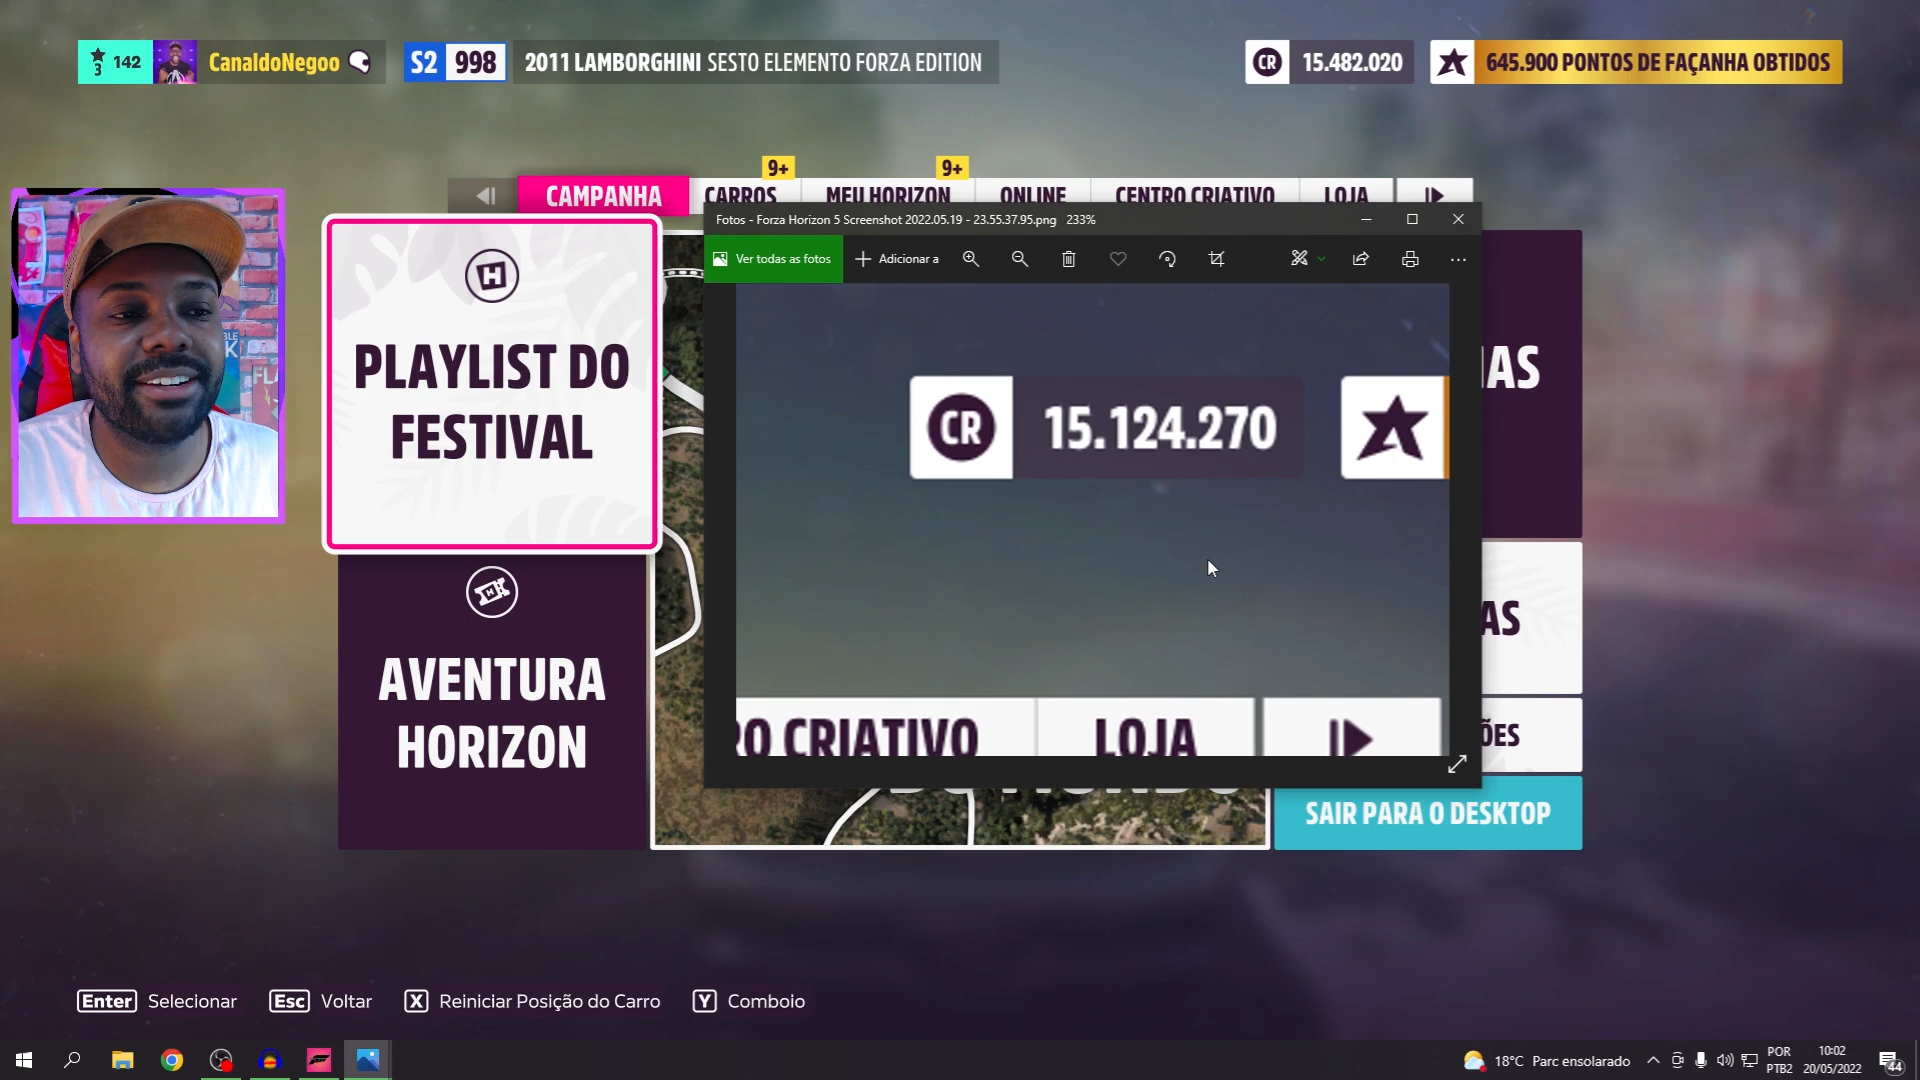 3 142 CanaldoNegoo S2 998 2011 LAMBORGHINI SESTO ELEMENTO FORZA EDITION CR 15.482.020 645.900 PONTOS DE FAÇANHA OBTIDOS
9+ 9+
CAMPANHA CARROS MEU HORIZON ONLINE CENTRO CRIATIVO LOJA
Fotos - Forza Horizon 5 Screenshot 2022.05.19 - 23.55.37.95.png 233%
Ver todas as fotos Adicionar a
H
PLAYLIST DO
FESTIVAL
IAS
CR 15.124.270
AS
AVENTURA
HORIZON
RO CRIATIVO LOJA
ÕES
SAIR PARA O DESKTOP
Enter Selecionar Esc Voltar X Reiniciar Posição do Carro Y Comboio
18°C Parc ensolarado POR PTB2 10:02 20/05/2022 44